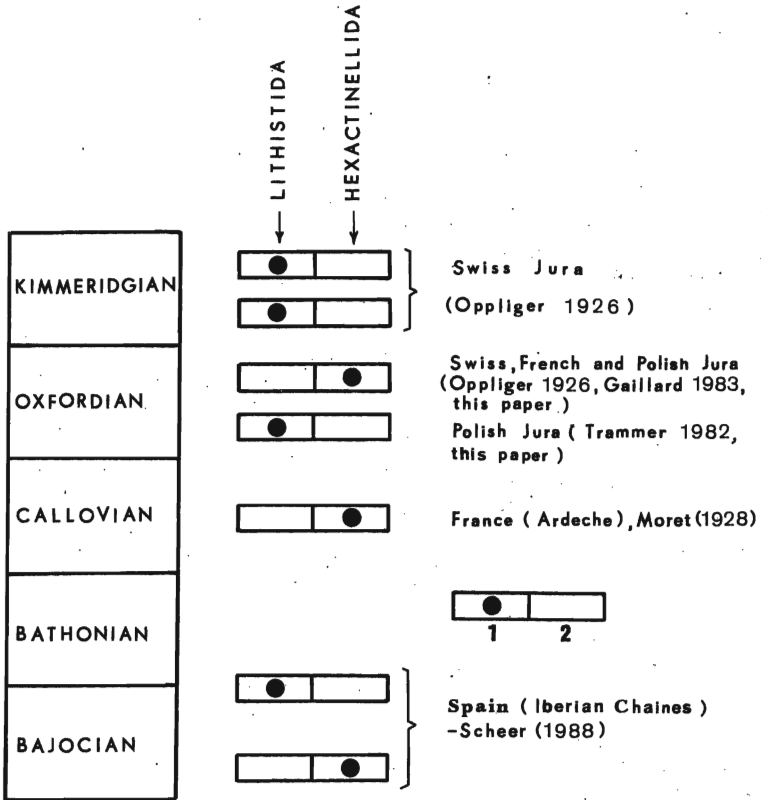 LITHISTIDA
HEXACTINELLIDA
KIMMERIDGIAN
Swiss Jura
(Oppliger 1926)
OXFORDIAN
Swiss, French and Polish Jura
(Oppliger 1926, Gaillard 1983,
this paper)
Polish Jura (Trammer 1982,
this paper)
CALLOVIAN
France (Ardeche), Moret (1928)
BATHONIAN
1 2
BAJOCIAN
Spain (Iberian Chaines)
-Scheer (1988)